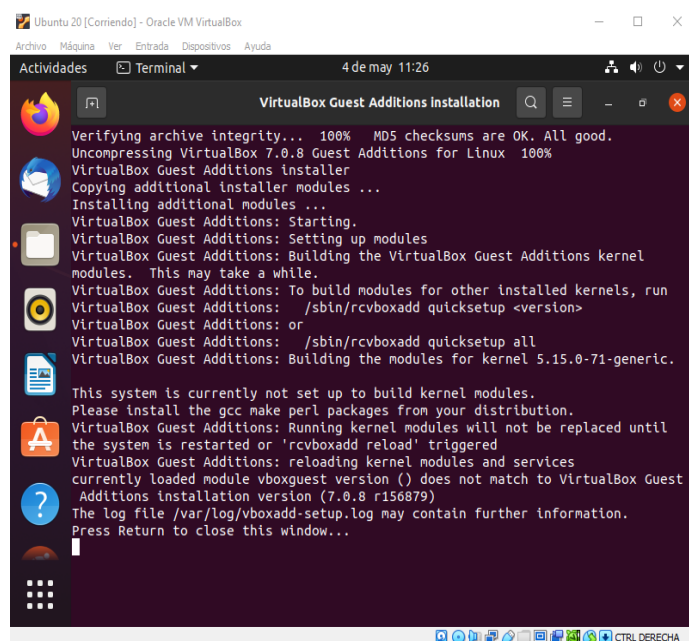 Ubuntu 20 [Corriendo] - Oracle VM VirtualBox
Archivo Máquina Ver Entrada Dispositivos Ayuda
Actividades Terminal 4 de may 11:26
VirtualBox Guest Additions installation
Verifying archive integrity... 100% MD5 checksums are OK. All good.
Uncompressing VirtualBox 7.0.8 Guest Additions for Linux 100%
VirtualBox Guest Additions installer
Copying additional installer modules ...
Installing additional modules ...
VirtualBox Guest Additions: Starting.
VirtualBox Guest Additions: Setting up modules
VirtualBox Guest Additions: Building the VirtualBox Guest Additions kernel
modules. This may take a while.
VirtualBox Guest Additions: To build modules for other installed kernels, run
VirtualBox Guest Additions: /sbin/rcvboxadd quicksetup <version>
VirtualBox Guest Additions: or
VirtualBox Guest Additions: /sbin/rcvboxadd quicksetup all
VirtualBox Guest Additions: Building the modules for kernel 5.15.0-71-generic.
This system is currently not set up to build kernel modules.
Please install the gcc make perl packages from your distribution.
VirtualBox Guest Additions: Running kernel modules will not be replaced until
the system is restarted or 'rcvboxadd reload' triggered
VirtualBox Guest Additions: reloading kernel modules and services
currently loaded module vboxguest version () does not match to VirtualBox Guest
Additions installation version (7.0.8 r156879)
The log file /var/log/vboxadd-setup.log may contain further information.
Press Return to close this window...
CTRL DERECHA